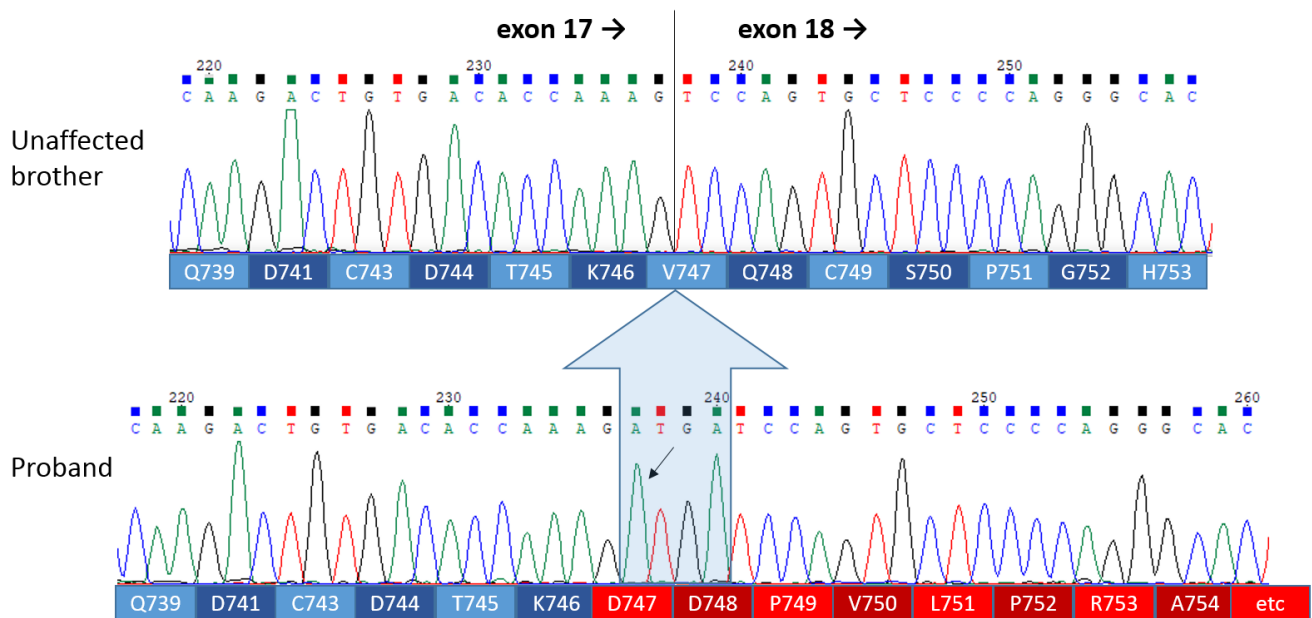 exon 17 → exon 18 →
220 230 240 250
C A A G A C T G T G A C A C C A A A G T C C A G T G C T C C C C A G G G C A C
Unaffected
brother
Q739 D741 C743 D744 T745 K746 V747 Q748 C749 S750 P751 G752 H753
220 230 240 250 260
C A A G A C T G T G A C A C C A A A G A T G A T C C A G T G C T C C C C A G G G C A C
Proband
Q739 D741 C743 D744 T745 K746 D747 D748 P749 V750 L751 P752 R753 A754 etc